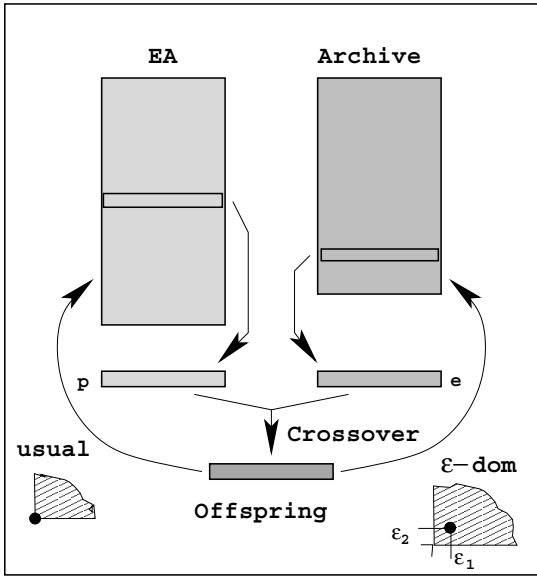 EA
Archive
p
e
Crossover
usual
ε-dom
Offspring
ε2
ε1